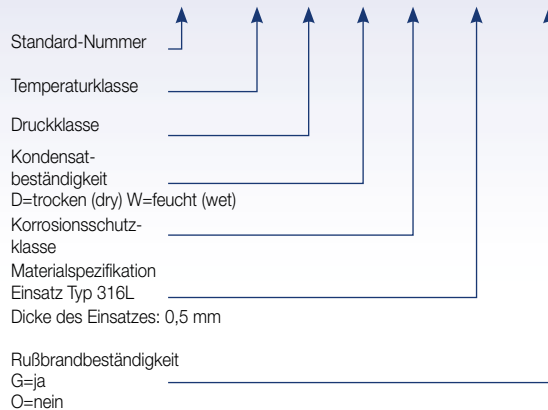 Standard-Nummer
Temperaturklasse
Druckklasse
Kondensat-
beständigkeit
D=trocken (dry) W=feucht (wet)
Korrosionsschutz-
klasse
Materialspezifikation
Einsatz Typ 316L
Dicke des Einsatzes: 0,5 mm
Rußbrandbeständigkeit
G=ja
O=nein